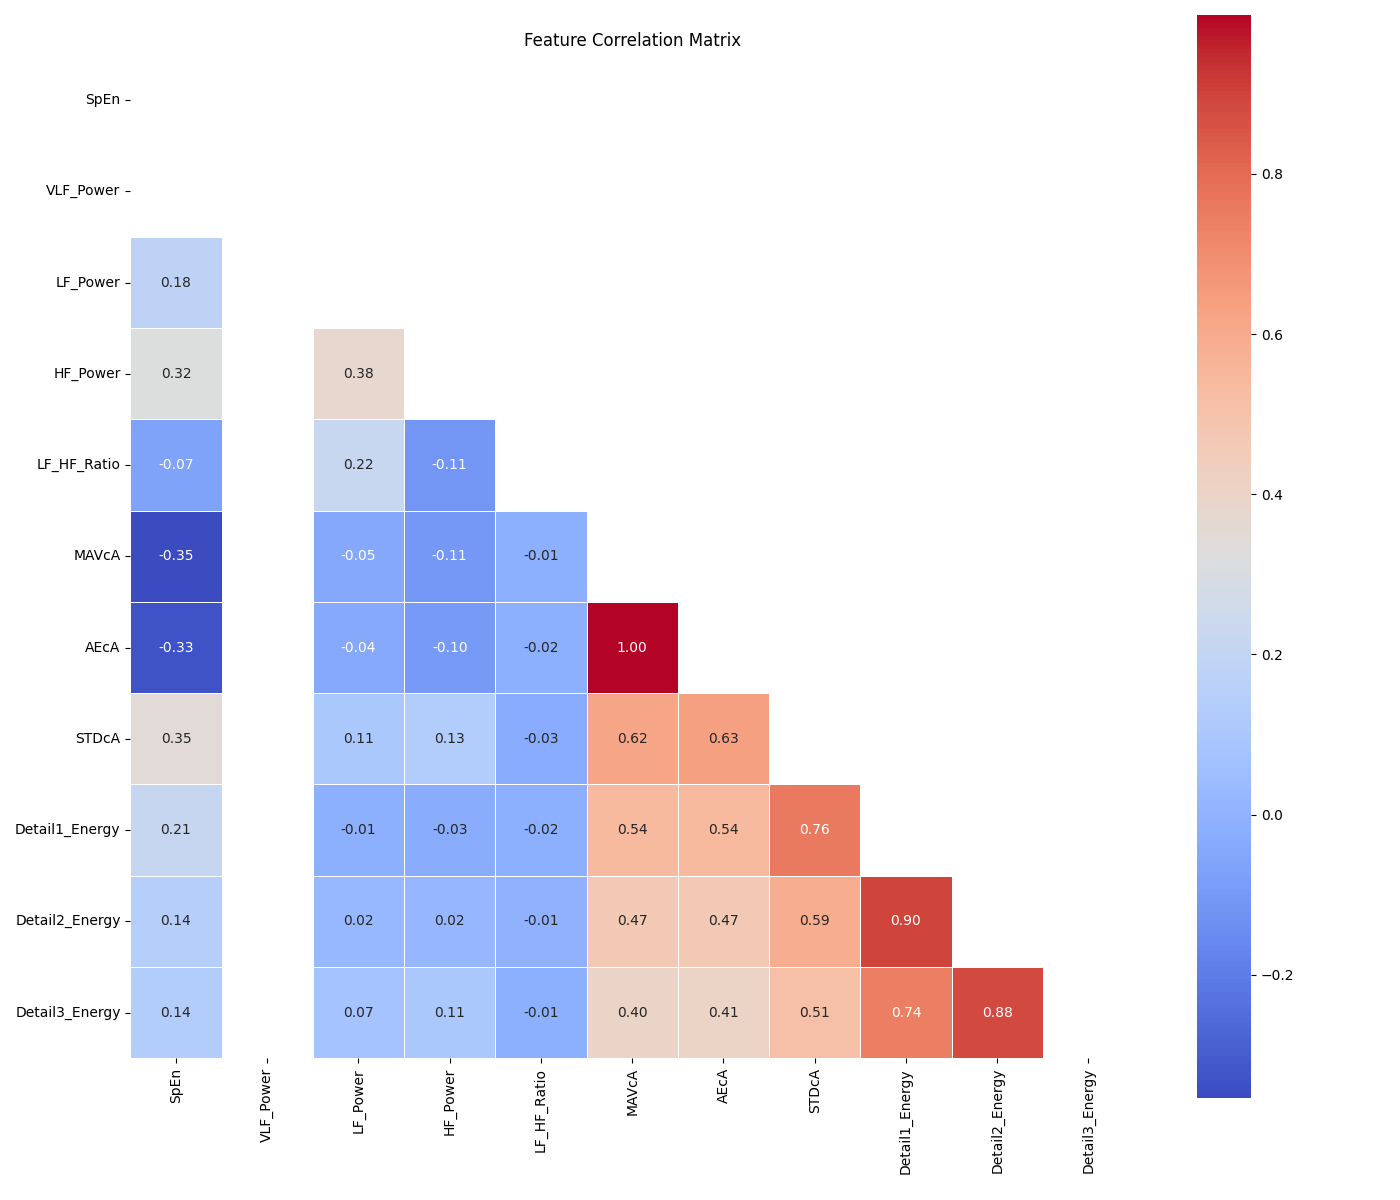 Feature Correlation Matrix
SpEn
VLF_Power
LF_Power 0.18
HF_Power 0.32 0.38
LF_HF_Ratio -0.07 0.22 -0.11
MAVcA -0.35 -0.05 -0.11 -0.01
AEcA -0.33 -0.04 -0.10 -0.02 1.00
STDcA 0.35 0.11 0.13 -0.03 0.62 0.63
Detail1_Energy 0.21 -0.01 -0.03 -0.02 0.54 0.54 0.76
Detail2_Energy 0.14 0.02 0.02 -0.01 0.47 0.47 0.59 0.90
Detail3_Energy 0.14 0.07 0.11 -0.01 0.40 0.41 0.51 0.74 0.88
SpEn VLF_Power LF_Power HF_Power LF_HF_Ratio MAVcA AEcA STDcA Detail1_Energy Detail2_Energy Detail3_Energy
0.8
0.6
0.4
0.2
0.0
−0.2